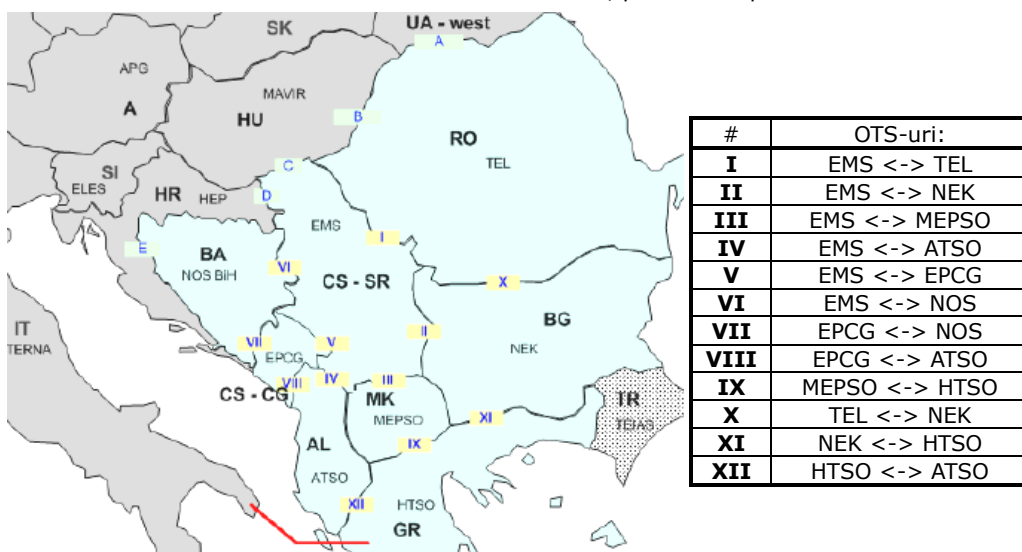 UA - west
SK
A
APG
A
MAVIR
HU
B
RO
TEL
C
SI
ELES
HR
HEP
D
EMS
I
E
BA
NOS BiH
VI
CS - SR
X
BG
NEK
II
IT
TERNA
VII
V
EPCG
VIII
IV
III
CS - CG
MK
MEPSO
XI
TR
TEIAS
AL
IX
ATSO
XII
HTSO
GR
# OTS-uri:
I EMS <-> TEL
II EMS <-> NEK
III EMS <-> MEPSO
IV EMS <-> ATSO
V EMS <-> EPCG
VI EMS <-> NOS
VII EPCG <-> NOS
VIII EPCG <-> ATSO
IX MEPSO <-> HTSO
X TEL <-> NEK
XI NEK <-> HTSO
XII HTSO <-> ATSO